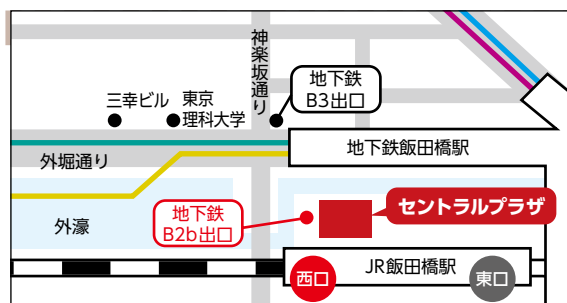 神楽坂通り
地下鉄
B3出口
三幸ビル
東京
理科大学
地下鉄飯田橋駅
外堀通り
セントラルプラザ
地下鉄
B2b出口
外濠
JR飯田橋駅
西口
東口